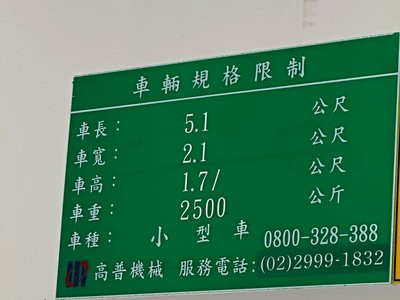 車輛規格限制
車長： 5.1 公尺
車寬： 2.1 公尺
車高： 1.7/ 公尺
車重： 2500 公斤
車種： 小型車 0800-328-388
高普機械 服務電話:(02)2999-1832